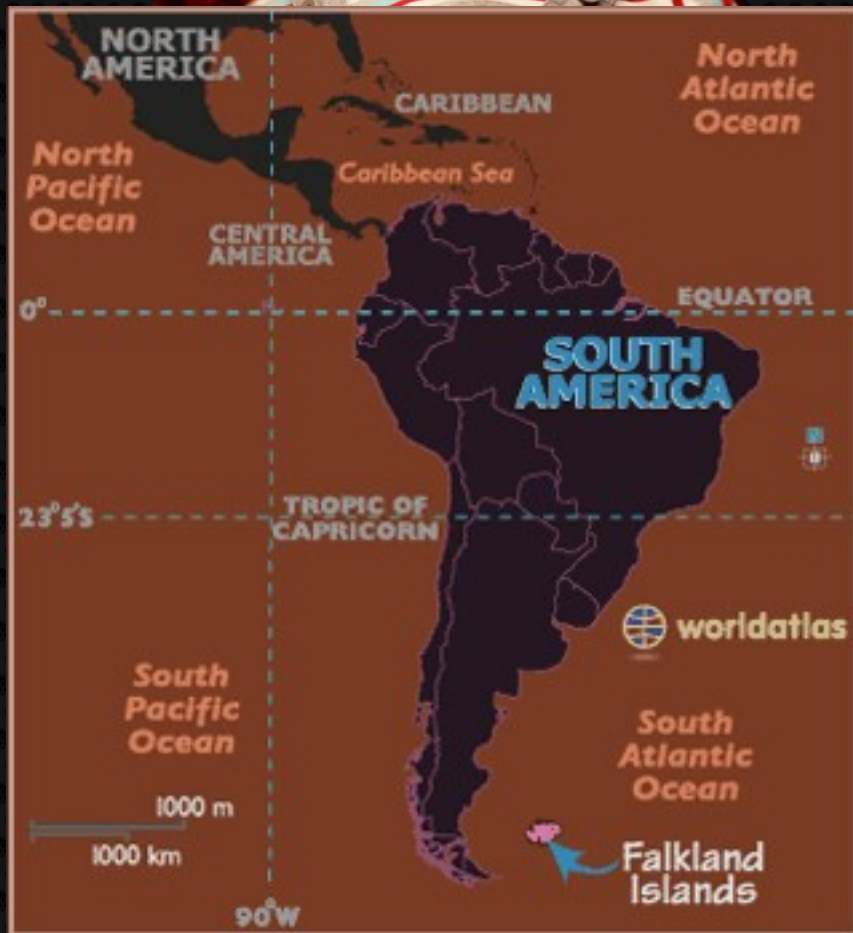 NORTH
AMERICA
North
Atlantic
Ocean
CARIBBEAN
North
Pacific
Ocean
Caribbean Sea
CENTRAL
AMERICA
EQUATOR
0°
SOUTH
AMERICA
N
TROPIC OF
CAPRICORN
23°5'S
worldatlas
South
Pacific
Ocean
South
Atlantic
Ocean
1000 m
1000 km
Falkland
Islands
90°W